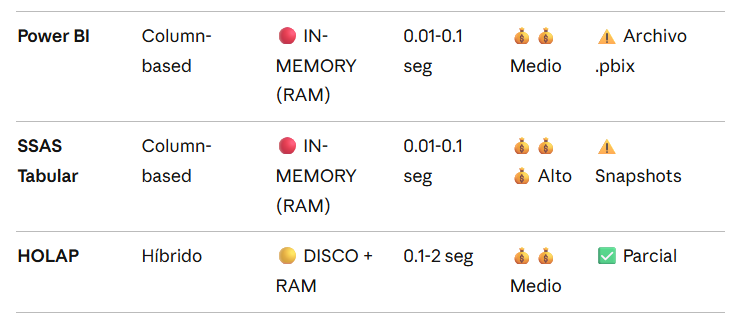 Power BI Column- 🔴 IN- 0.01-0.1 💰 💰 ⚠️ Archivo
based MEMORY seg Medio .pbix
(RAM)
SSAS Column- 🔴 IN- 0.01-0.1 💰 💰 ⚠️
Tabular based MEMORY seg 💰 Alto Snapshots
(RAM)
HOLAP Híbrido 🟡 DISCO + 0.1-2 seg 💰 💰 ✅ Parcial
RAM Medio